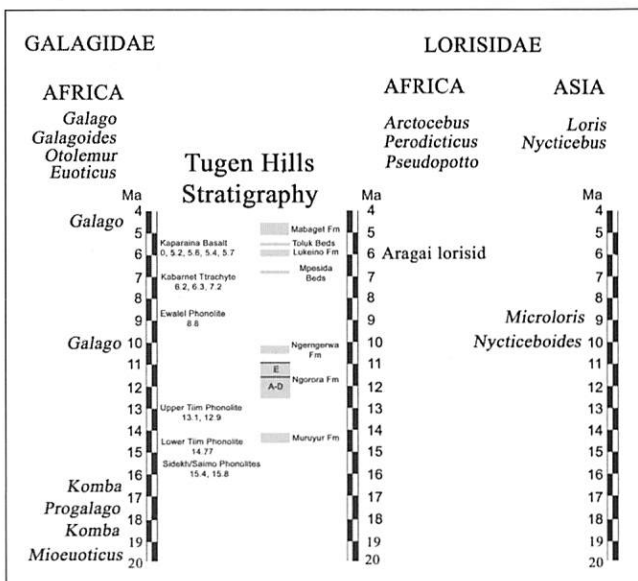 GALAGIDAE
LORISIDAE
AFRICA
Galago
Galagoides
Otolemur
Euoticus
AFRICA
Arctocebus
Perodicticus
Pseudopotto
ASIA
Loris
Nycticebus
Tugen Hills
Stratigraphy
Ma
4
5
6
7
8
9
10
11
12
13
14
15
16
17
18
19
20
Galago
Galago
Komba
Progalago
Komba
Mioeuoticus
Kaparaina Basalt
0, 5.2, 5.6, 5.4, 5.7
Kabarnet Ttrachyte
6.2, 6.3, 7.2
Ewalel Phonolite
8.6
Upper Tiim Phonolite
13.1, 12.9
Lower Tiim Phonolite
14.77
Sidekh/Saimo Phonolites
15.4, 15.8
Mabaget Fm
Toluk Beds
Lukeino Fm
Mpesida
Beds
Ngerngerwa
Fm
E
Ngorora Fm
A-D
Muruyur Fm
Ma
4
5
6
7
8
9
10
11
12
13
14
15
16
17
18
19
20
Aragai lorisid
Ma
4
5
6
7
8
9
10
11
12
13
14
15
16
17
18
19
20
Microloris
Nycticeboides